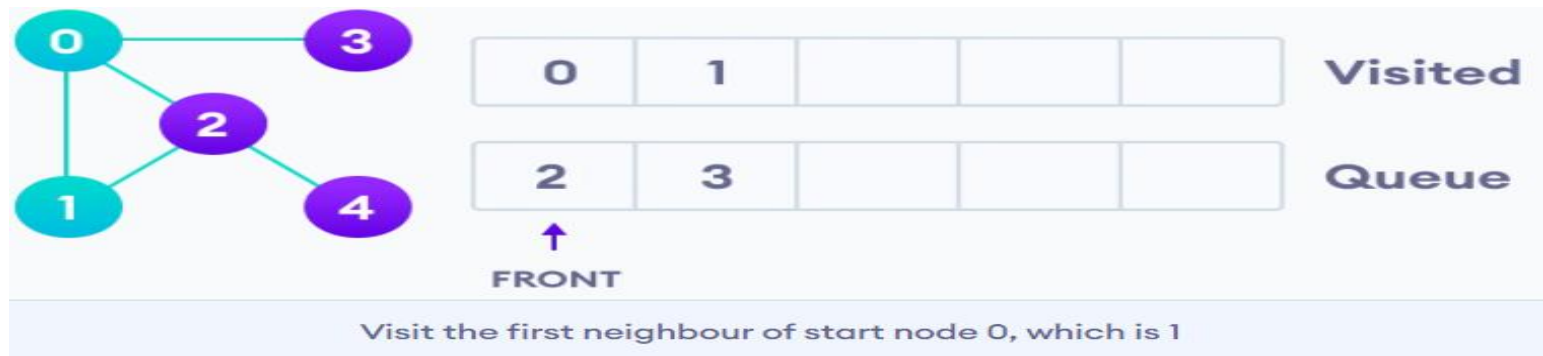 0 3
0 1 Visited
2
2 3 Queue
1 4
FRONT
Visit the first neighbour of start node 0, which is 1